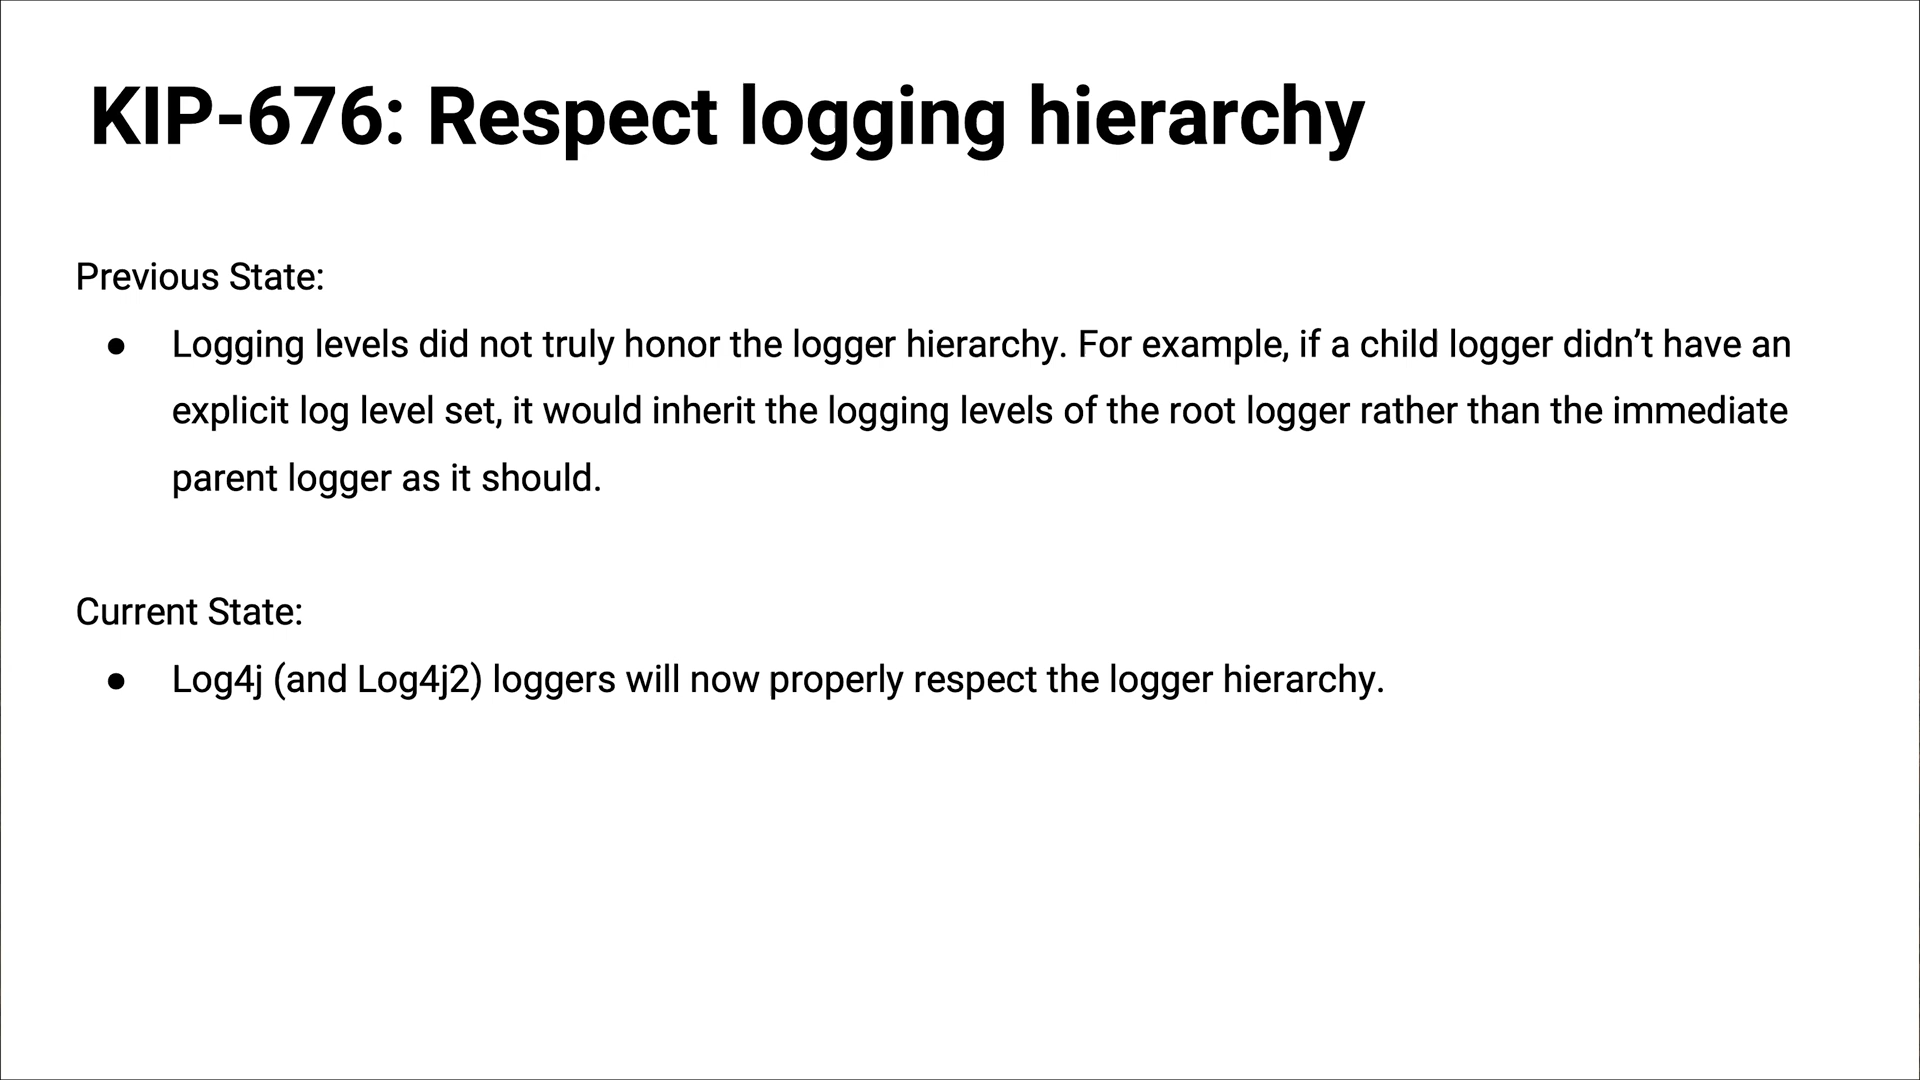 KIP-676: Respect logging hierarchy
Previous State:
● Logging levels did not truly honor the logger hierarchy. For example, if a child logger didn’t have an
explicit log level set, it would inherit the logging levels of the root logger rather than the immediate
parent logger as it should.
Current State:
● Log4j (and Log4j2) loggers will now properly respect the logger hierarchy.